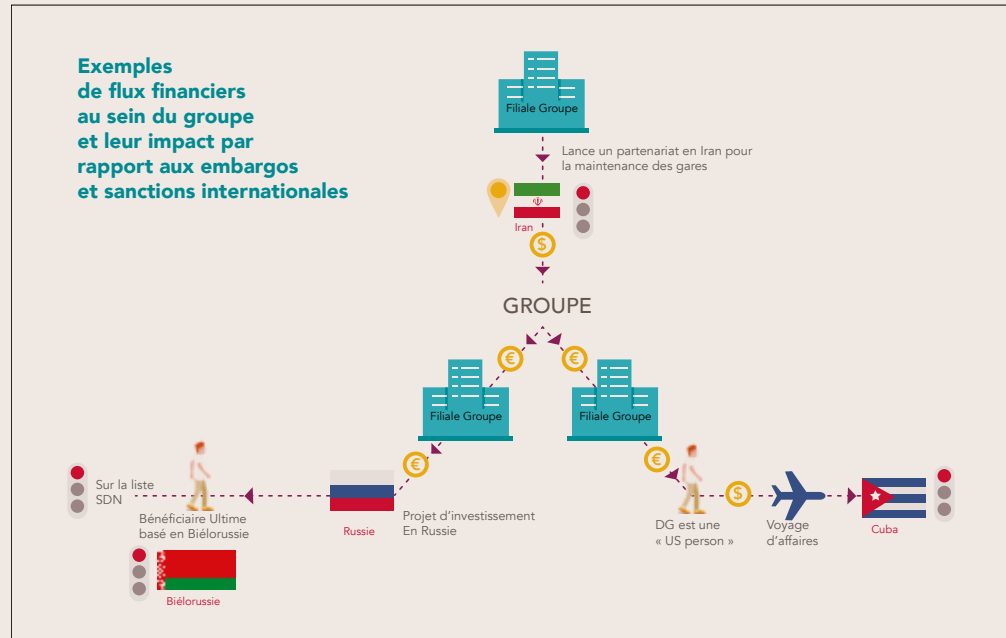 Exemples
de flux financiers
au sein du groupe
et leur impact par
rapport aux embargos
et sanctions internationales
Filiale Groupe
Lance un partenariat en Iran pour
la maintenance des gares
Iran
$
GROUPE
€
€
Filiale Groupe
Filiale Groupe
€
€
Sur la liste
SDN
Bénéficiaire Ultime
basé en Biélorussie
Russie
Projet d’investissement
En Russie
DG est une
« US person »
$
Voyage
d’affaires
Cuba
Biélorussie